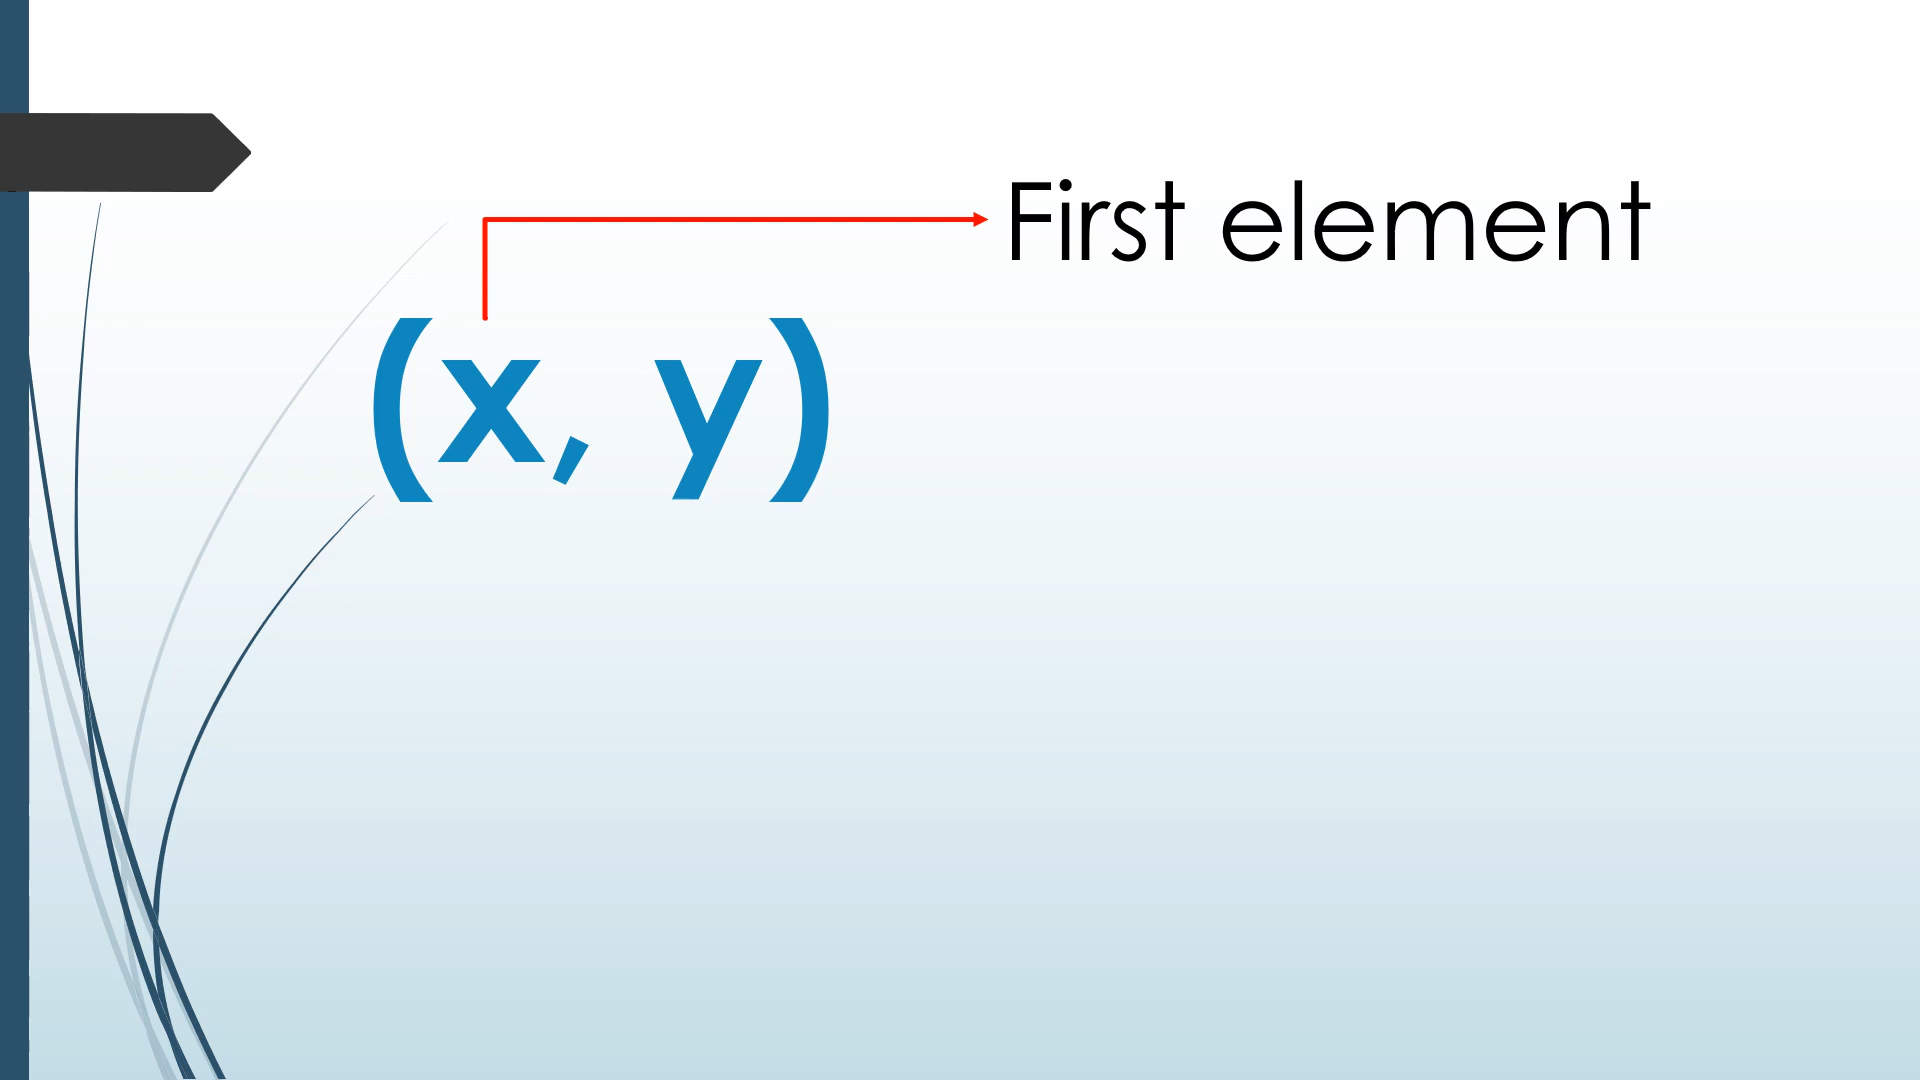 First element
(x, y)